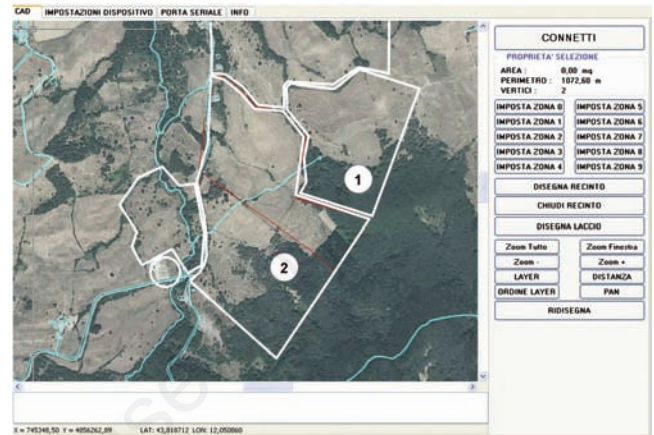 CAD IMPOSTAZIONI DISPOSITIVO PORTA SERIALE INFO
CONNETTI
PROPRIETA' SELEZIONE
AREA : 0,00 mq
PERIMETRO : 1072,60 m
VERTICI : 2
IMPOSTA ZONA 0 IMPOSTA ZONA 5
IMPOSTA ZONA 1 IMPOSTA ZONA 6
IMPOSTA ZONA 2 IMPOSTA ZONA 7
IMPOSTA ZONA 3 IMPOSTA ZONA 8
IMPOSTA ZONA 4 IMPOSTA ZONA 9
DISEGNA RECINTO
CHIUDI RECINTO
DISEGNA LACCIO
Zoom Tutto Zoom Finestra
Zoom - Zoom +
LAYER DISTANZA
ORDINE LAYER PAN
RIDISEGNA
1
2
X = 745348,50 Y = 4856262,89 LAT: 43,818712 LON: 12,050860